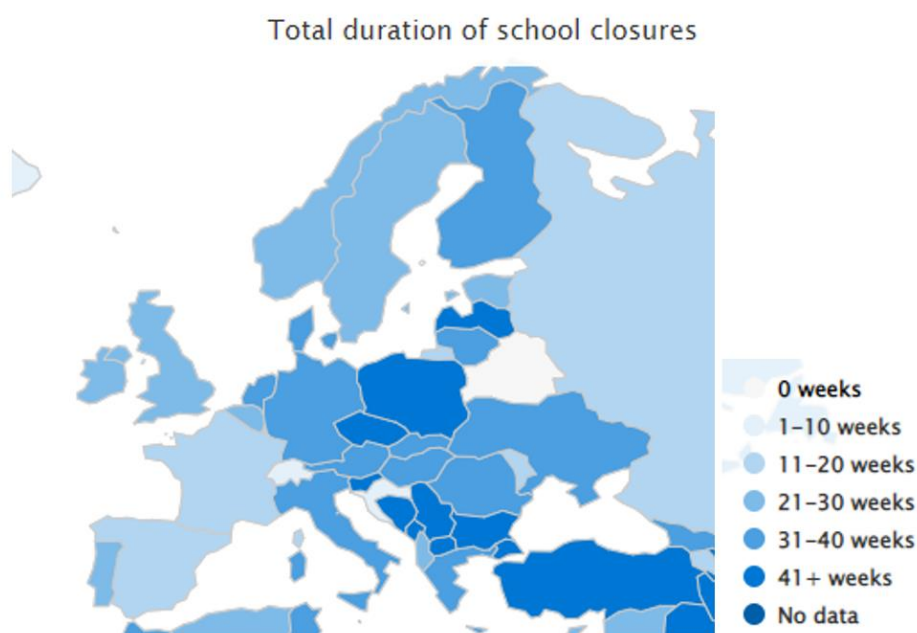 Total duration of school closures
0 weeks
1–10 weeks
11–20 weeks
21–30 weeks
31–40 weeks
41+ weeks
No data